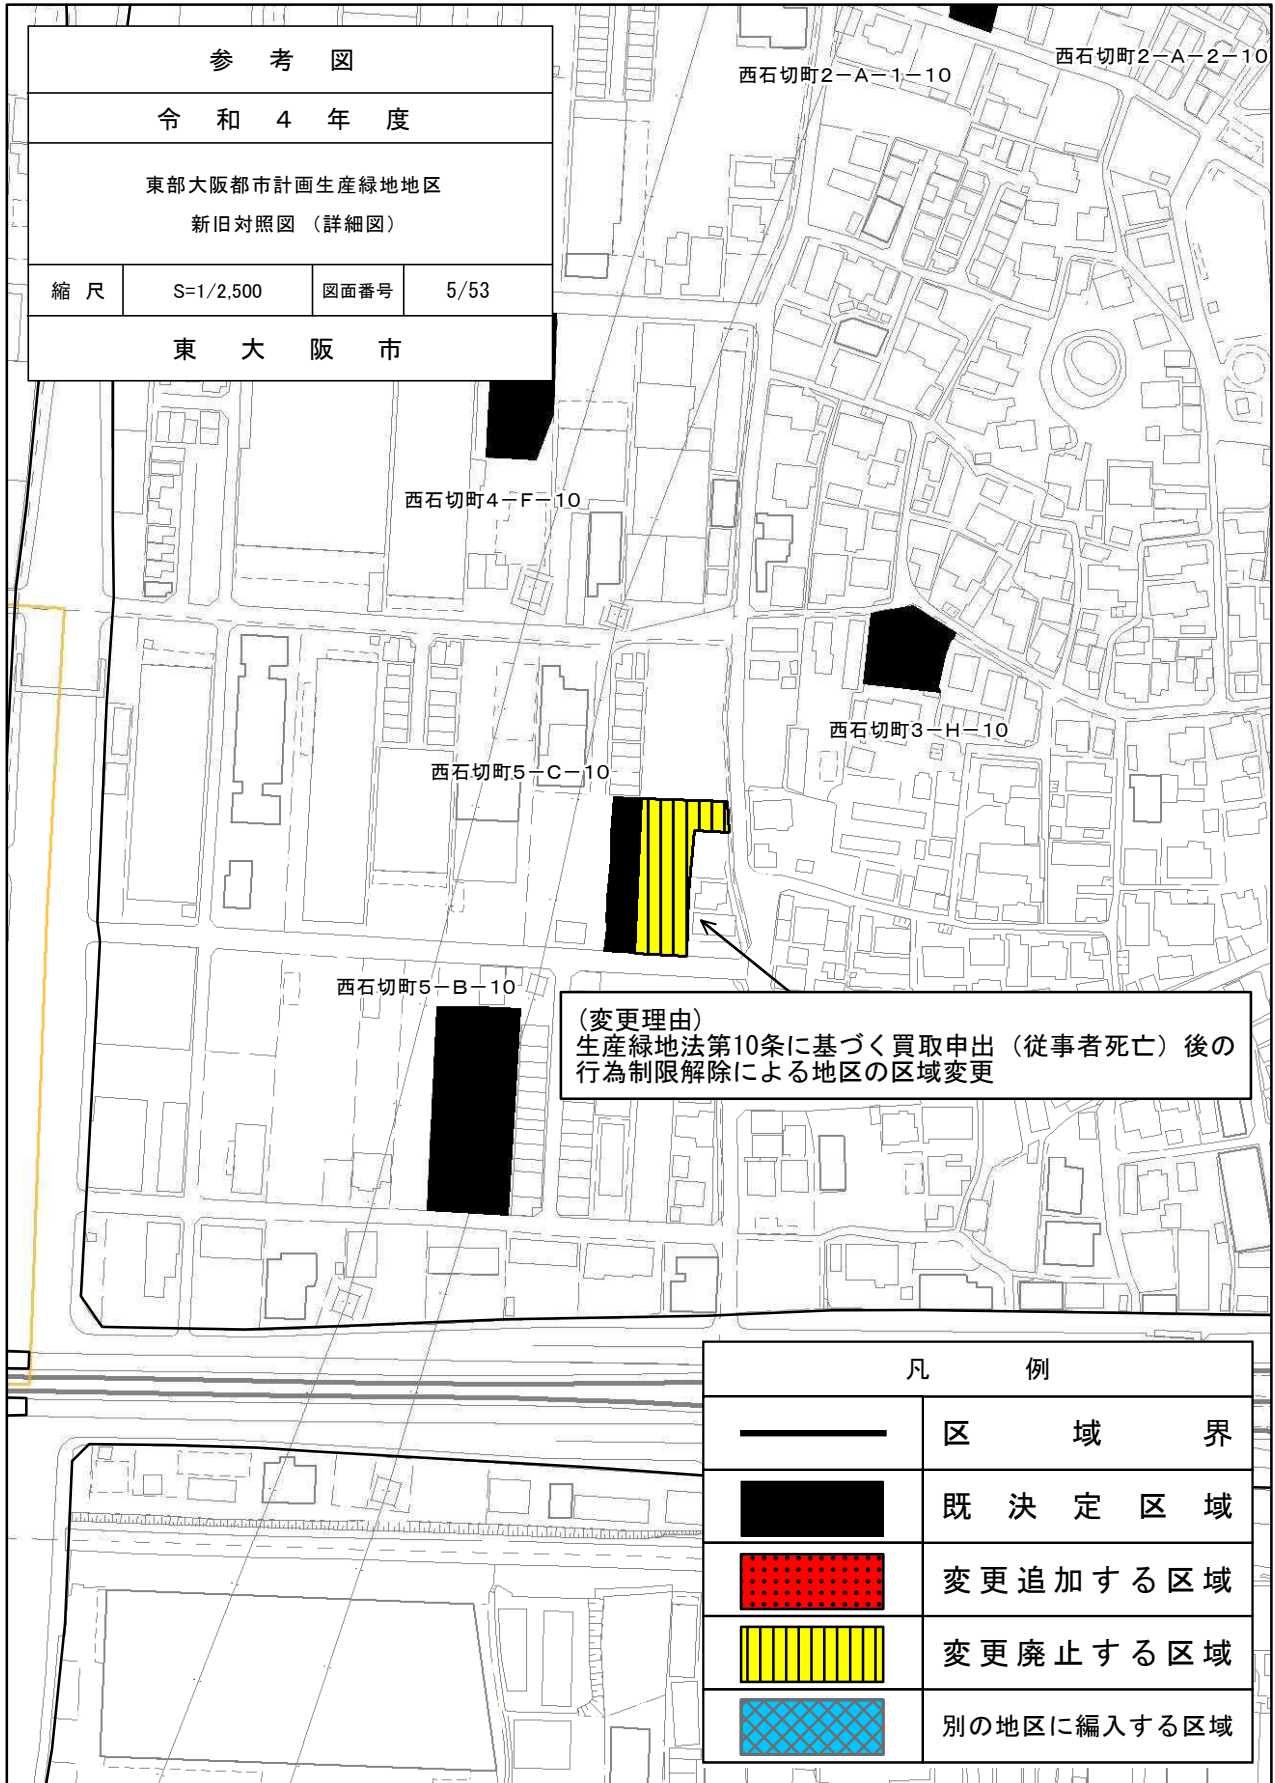 参考図
令和4年度
東部大阪都市計画生産緑地地区
新旧対照図（詳細図）
縮尺 S=1/2,500 図面番号 5/53
東大阪市
西石切町2－A－1－10
西石切町2－A－2－10
西石切町4－F－10
西石切町3－H－10
西石切町5－C－10
西石切町5－B－10
(変更理由)
生産緑地法第10条に基づく買取申出（従事者死亡）後の
行為制限解除による地区の区域変更
凡例
区域界
既決定区域
変更追加する区域
変更廃止する区域
別の地区に編入する区域